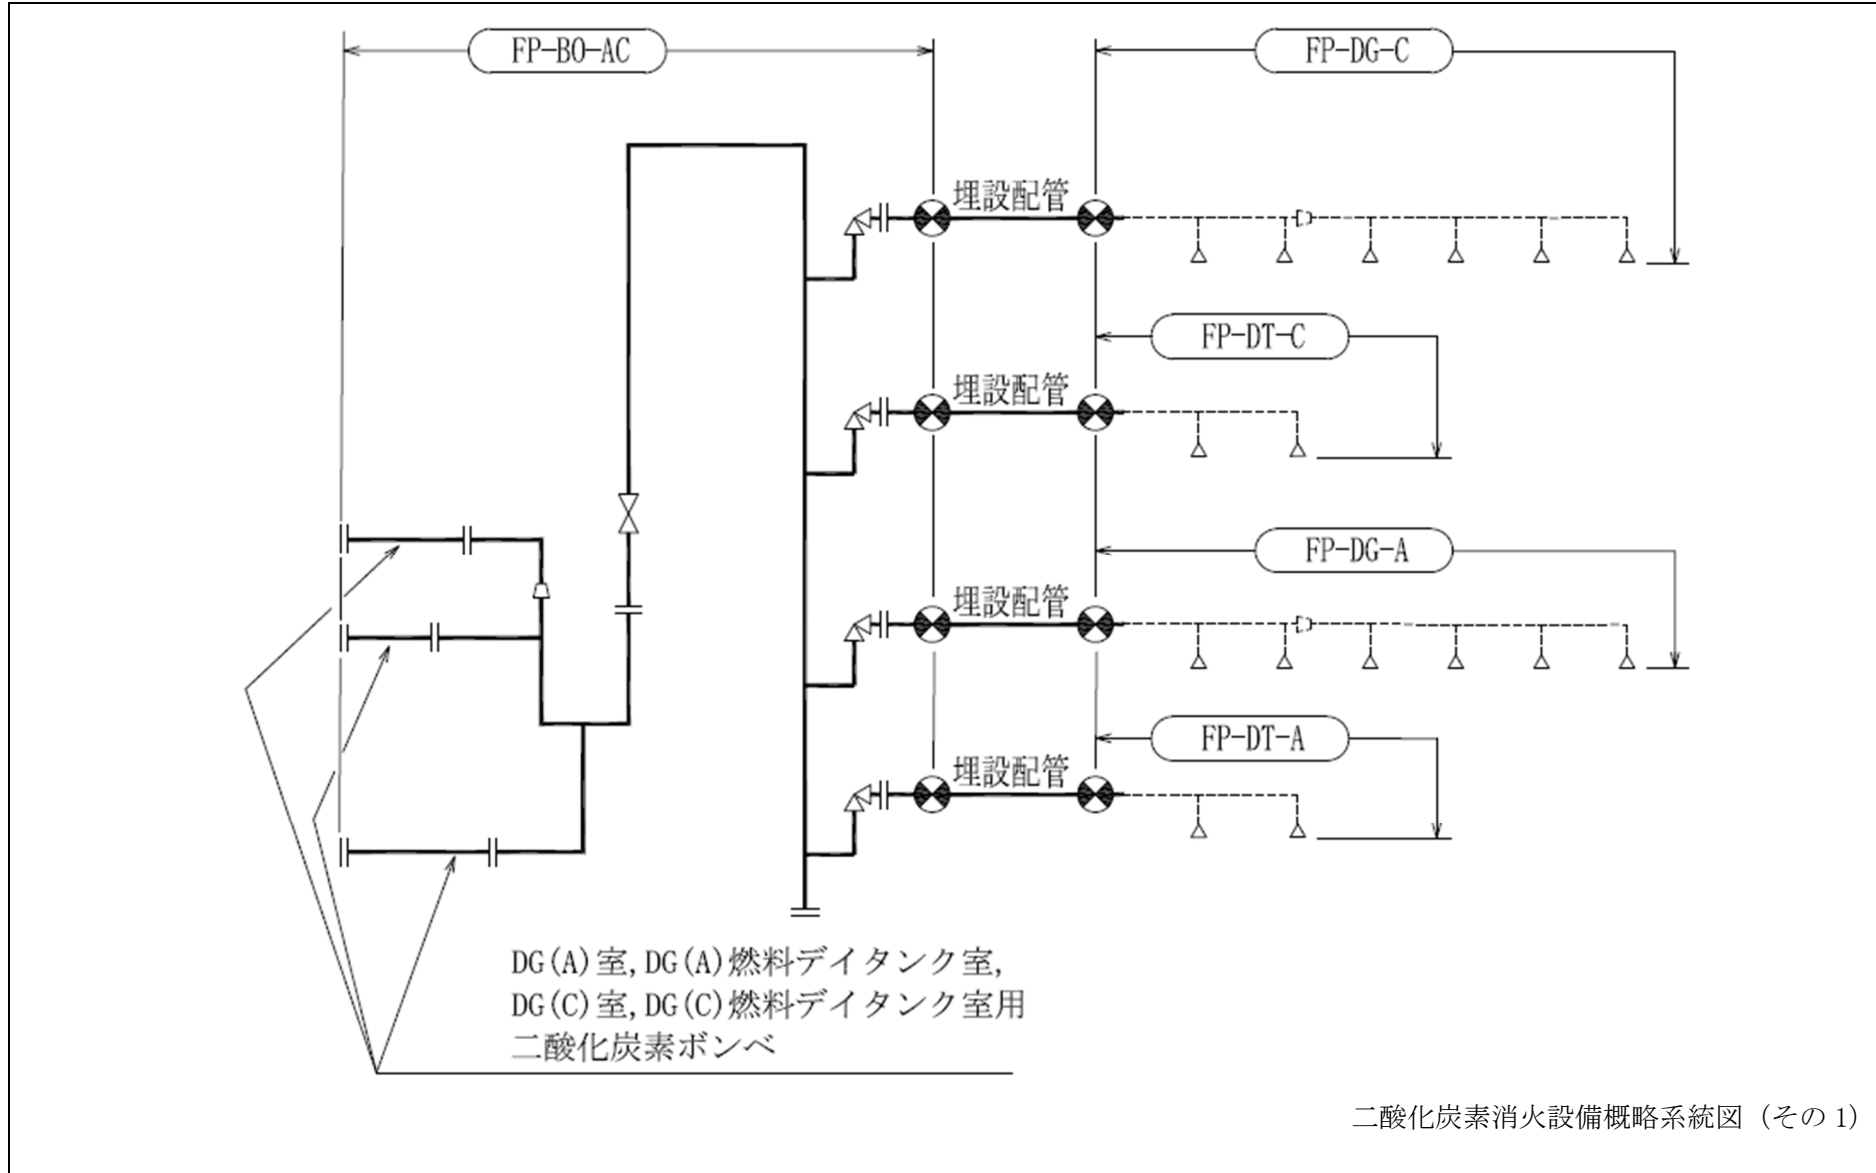 FP-BO-AC
FP-DG-C
埋設配管
FP-DT-C
埋設配管
FP-DG-A
埋設配管
FP-DT-A
埋設配管
DG(A)室,DG(A)燃料デイタンク室,
DG(C)室,DG(C)燃料デイタンク室用
二酸化炭素ボンベ
二酸化炭素消火設備概略系統図（その 1）